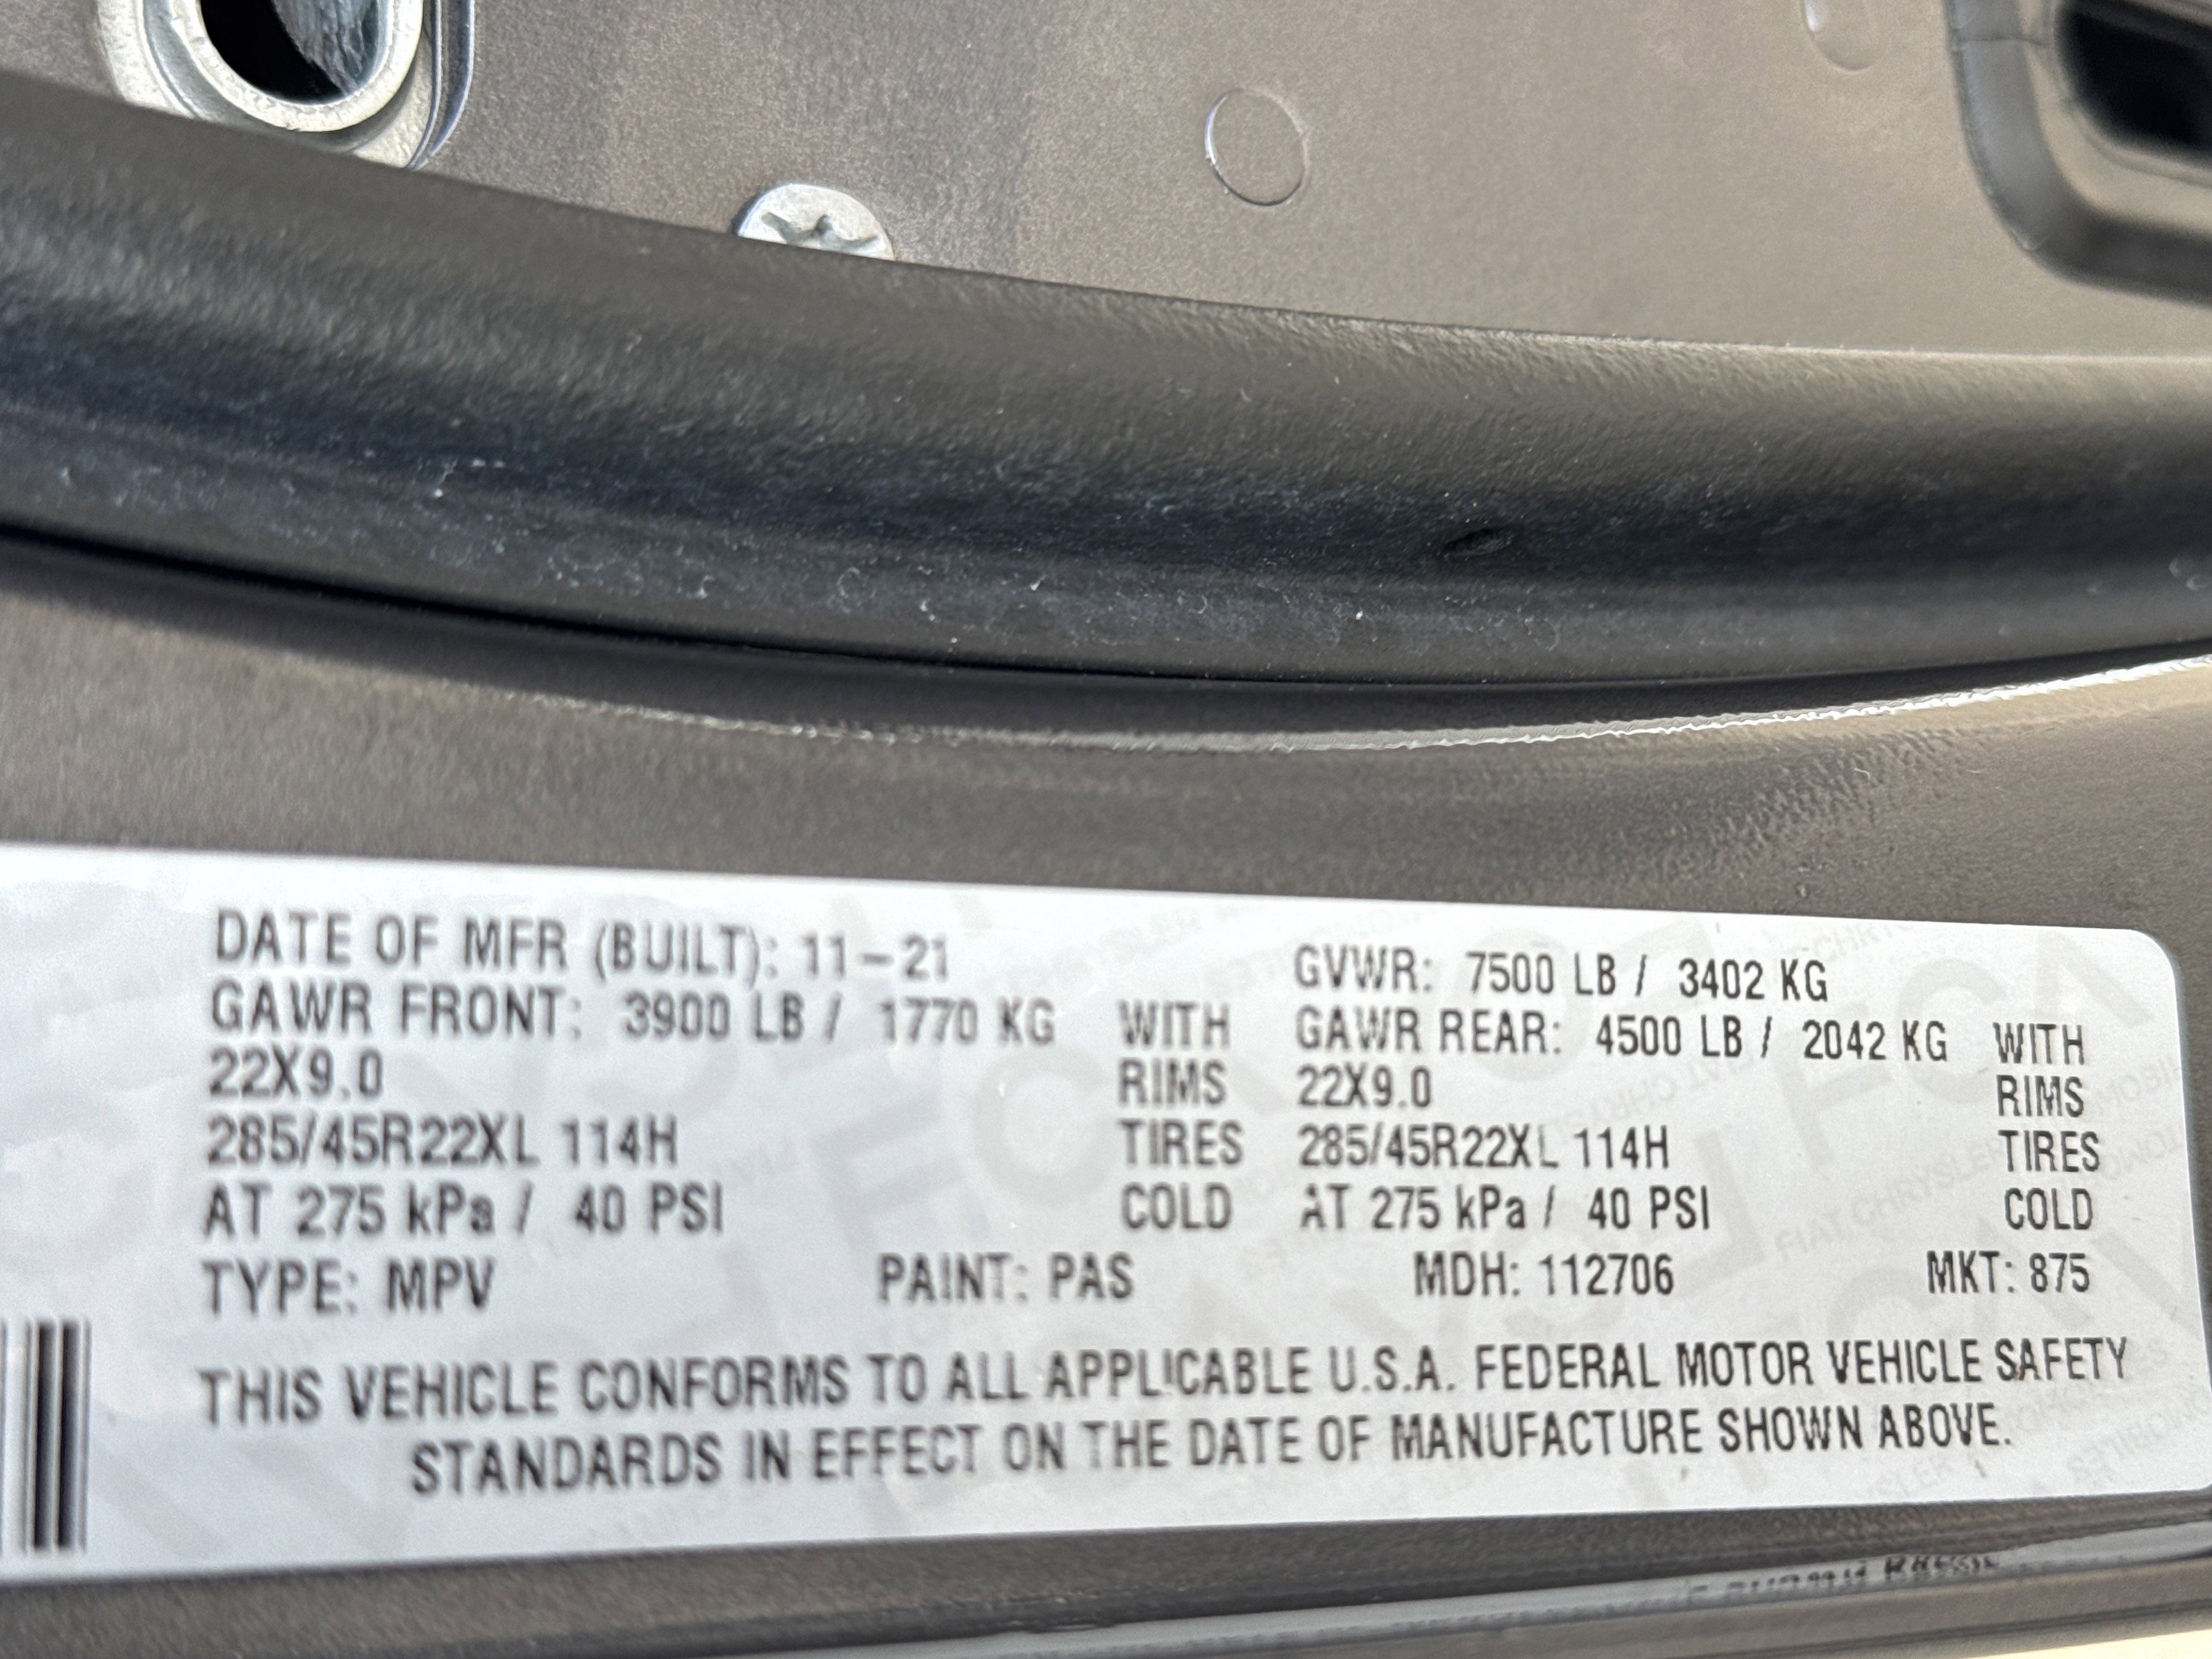 DATE OF MFR (BUILT): 11-21 GVWR: 7500 LB / 3402 KG
GAWR FRONT: 3900 LB / 1770 KG WITH GAWR REAR: 4500 LB / 2042 KG WITH
22X9.0 RIMS 22X9.0 RIMS
285/45R22XL 114H TIRES 285/45R22XL 114H TIRES
AT 275 kPa / 40 PSI COLD AT 275 kPa / 40 PSI COLD
TYPE: MPV PAINT: PAS MDH: 112706 MKT: 875
THIS VEHICLE CONFORMS TO ALL APPLICABLE U.S.A. FEDERAL MOTOR VEHICLE SAFETY
STANDARDS IN EFFECT ON THE DATE OF MANUFACTURE SHOWN ABOVE.